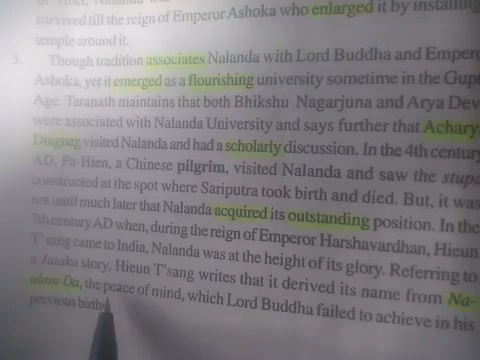 survived till the reign of Emperor Ashoka who enlarged it by installing
temple around it.
3. Though tradition associates Nalanda with Lord Buddha and Empero
Ashoka, yet it emerged as a flourishing university sometime in the Gup
Age. Taranath maintains that both Bhikshu Nagarjuna and Arya Dev
were associated with Nalanda University and says further that Achary
Dingnag visited Nalanda and had a scholarly discussion. In the 4th century
AD, Fa-Hien, a Chinese pilgrim, visited Nalanda and saw the stupa
constructed at the spot where Sariputra took birth and died. But, it was
not until much later that Nalanda acquired its outstanding position. In the
7th century AD when, during the reign of Emperor Harshavardhan, Hieun
T'sang came to India, Nalanda was at the height of its glory. Referring to
a Jataka story, Hieun T'sang writes that it derived its name from Na-
alam-Da, the peace of mind, which Lord Buddha failed to achieve in his
previous birth